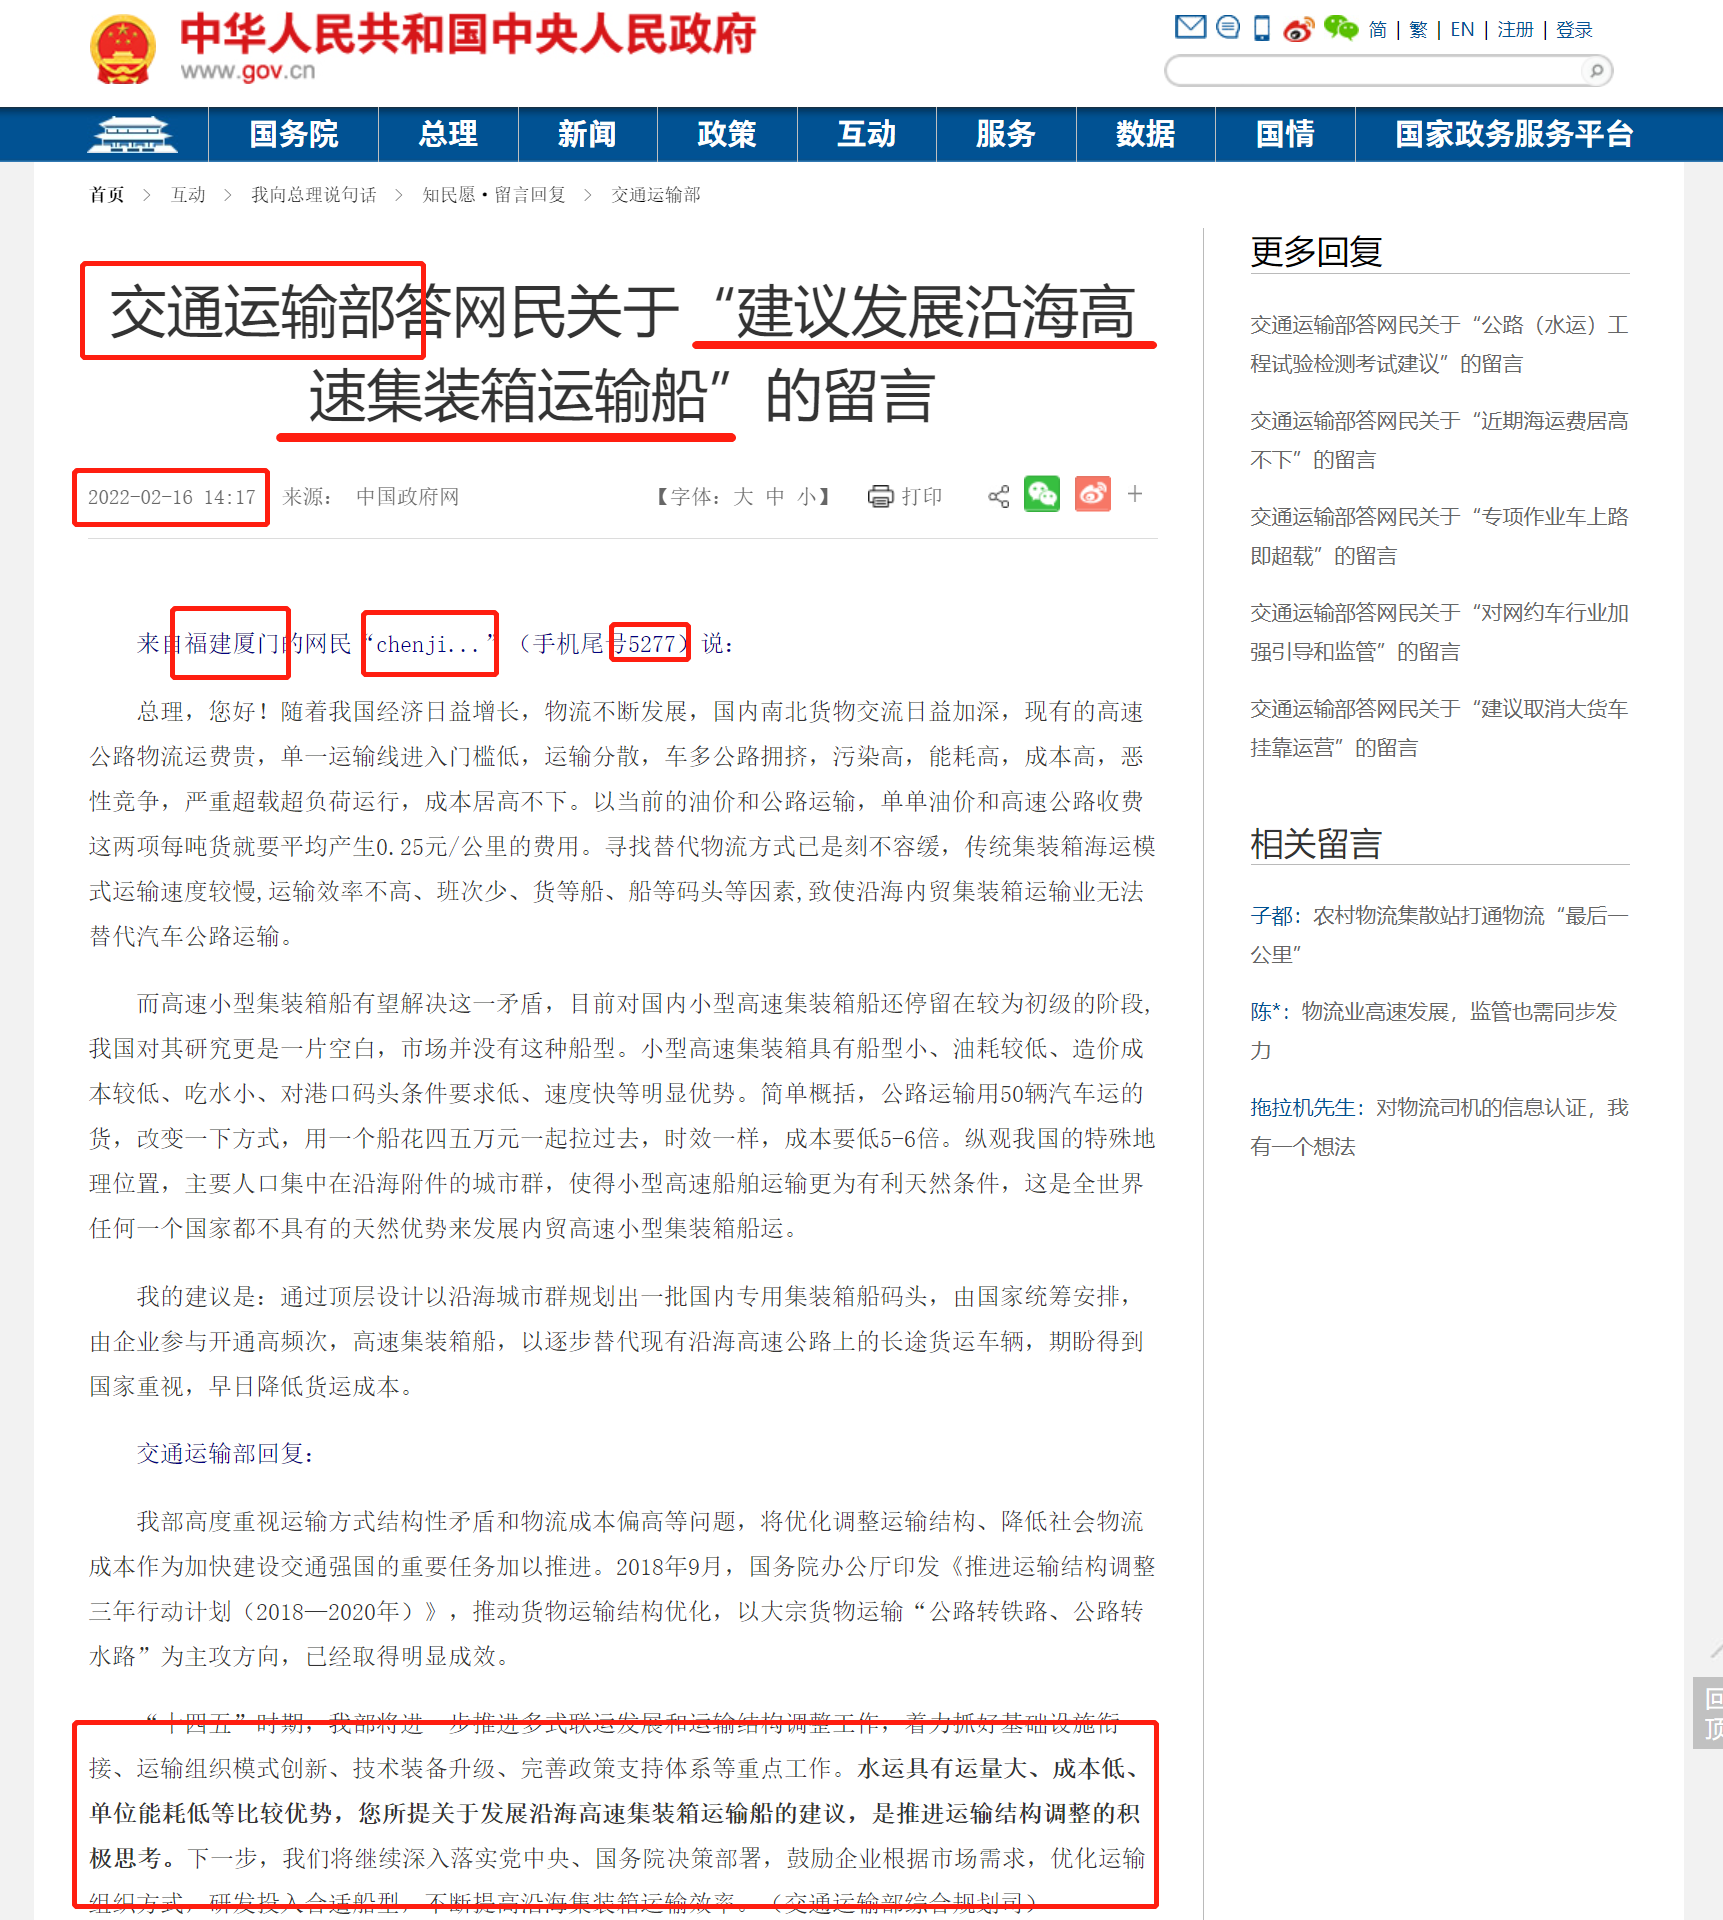 中华人民共和国中央人民政府
www.gov.cn
简 | 繁 | EN | 注册 | 登录
国务院 总理 新闻 政策 互动 服务 数据 国情 国家政务服务平台
首页 > 互动 > 我向总理说句话 > 知民愿·留言回复 > 交通运输部
交通运输部答网民关于“建议发展沿海高
速集装箱运输船”的留言
2022-02-16 14:17 来源： 中国政府网 【字体：大 中 小】 打印 +
来自福建厦门的网民“chenji...”（手机尾号5277）说：
总理，您好！随着我国经济日益增长，物流不断发展，国内南北货物交流日益加深，现有的高速
公路物流运费贵，单一运输线进入门槛低，运输分散，车多公路拥挤，污染高，能耗高，成本高，恶
性竞争，严重超载超负荷运行，成本居高不下。以当前的油价和公路运输，单单油价和高速公路收费
这两项每吨货就要平均产生0.25元/公里的费用。寻找替代物流方式已是刻不容缓，传统集装箱海运模
式运输速度较慢,运输效率不高、班次少、货等船、船等码头等因素,致使沿海内贸集装箱运输业无法
替代汽车公路运输。
而高速小型集装箱船有望解决这一矛盾，目前对国内小型高速集装箱船还停留在较为初级的阶段,
我国对其研究更是一片空白，市场并没有这种船型。小型高速集装箱具有船型小、油耗较低、造价成
本较低、吃水小、对港口码头条件要求低、速度快等明显优势。简单概括，公路运输用50辆汽车运的
货，改变一下方式，用一个船花四五万元一起拉过去，时效一样，成本要低5-6倍。纵观我国的特殊地
理位置，主要人口集中在沿海附件的城市群，使得小型高速船舶运输更为有利天然条件，这是全世界
任何一个国家都不具有的天然优势来发展内贸高速小型集装箱船运。
我的建议是：通过顶层设计以沿海城市群规划出一批国内专用集装箱船码头，由国家统筹安排，
由企业参与开通高频次，高速集装箱船，以逐步替代现有沿海高速公路上的长途货运车辆，期盼得到
国家重视，早日降低货运成本。
交通运输部回复：
我部高度重视运输方式结构性矛盾和物流成本偏高等问题，将优化调整运输结构、降低社会物流
成本作为加快建设交通强国的重要任务加以推进。2018年9月，国务院办公厅印发《推进运输结构调整
三年行动计划（2018—2020年）》，推动货物运输结构优化，以大宗货物运输“公路转铁路、公路转
水路”为主攻方向，已经取得明显成效。
“十四五”时期，我部将进一步推进多式联运发展和运输结构调整工作，着力抓好基础设施衔
接、运输组织模式创新、技术装备升级、完善政策支持体系等重点工作。水运具有运量大、成本低、
单位能耗低等比较优势，您所提关于发展沿海高速集装箱运输船的建议，是推进运输结构调整的积
极思考。下一步，我们将继续深入落实党中央、国务院决策部署，鼓励企业根据市场需求，优化运输
组织方式，研发投入合适船型，不断提高沿海集装箱运输效率。（交通运输部综合规划司）
更多回复
交通运输部答网民关于“公路（水运）工
程试验检测考试建议”的留言
交通运输部答网民关于“近期海运费居高
不下”的留言
交通运输部答网民关于“专项作业车上路
即超载”的留言
交通运输部答网民关于“对网约车行业加
强引导和监管”的留言
交通运输部答网民关于“建议取消大货车
挂靠运营”的留言
相关留言
子都：农村物流集散站打通物流“最后一
公里”
陈*：物流业高速发展，监管也需同步发
力
拖拉机先生：对物流司机的信息认证，我
有一个想法
回
顶